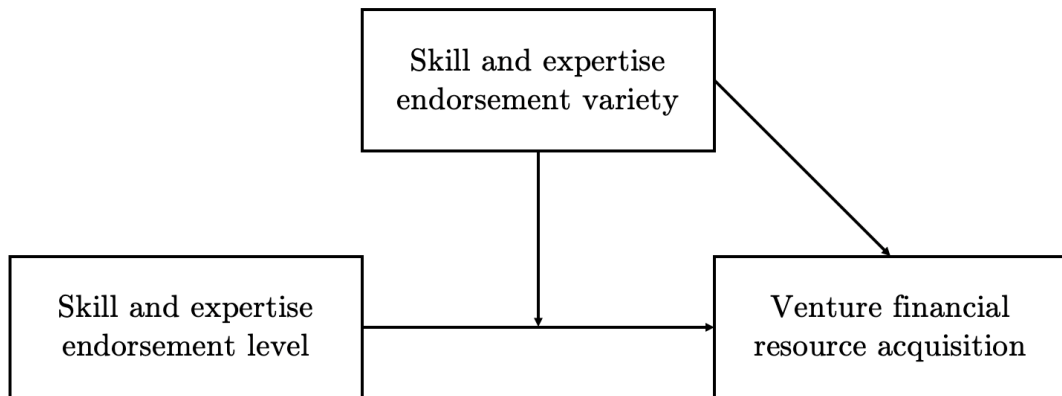 Skill and expertise
endorsement variety
Skill and expertise
endorsement level
Venture financial
resource acquisition